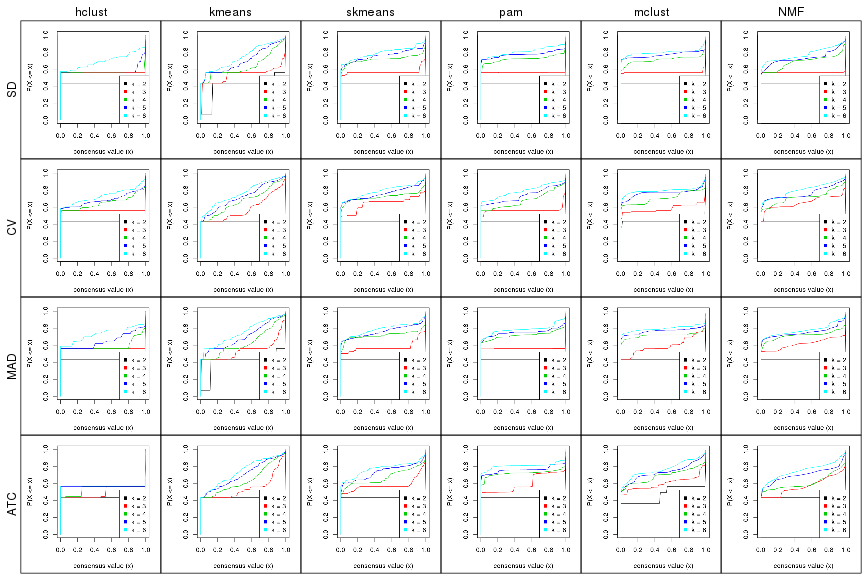 hclust kmeans skmeans pam mclust NMF
SD
CV
MAD
ATC
P(X <= x)
consensus value (x)
0.0 0.2 0.4 0.6 0.8 1.0
k = 2
k = 3
k = 4
k = 5
k = 6